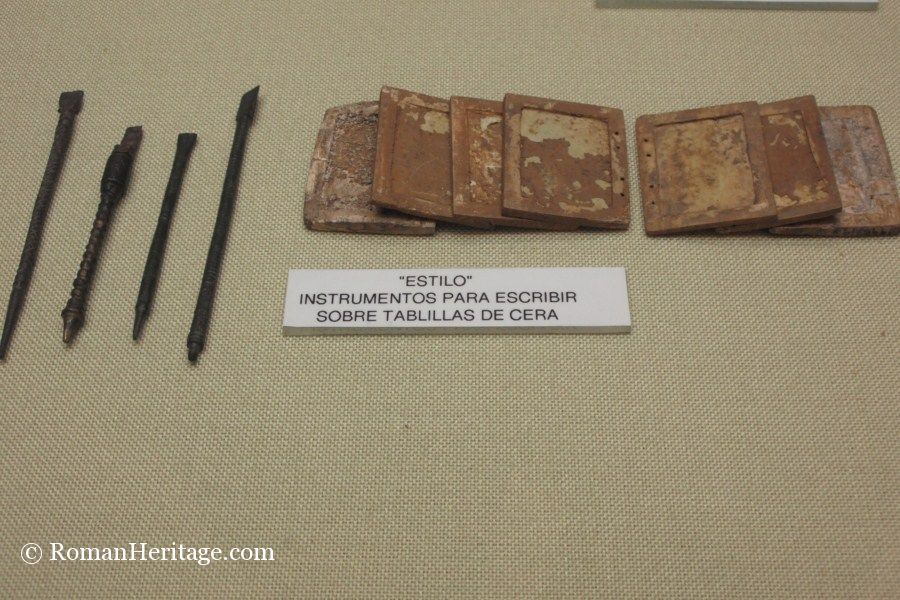 "ESTILO"
INSTRUMENTOS PARA ESCRIBIR
SOBRE TABLILLAS DE CERA
© RomanHeritage.com